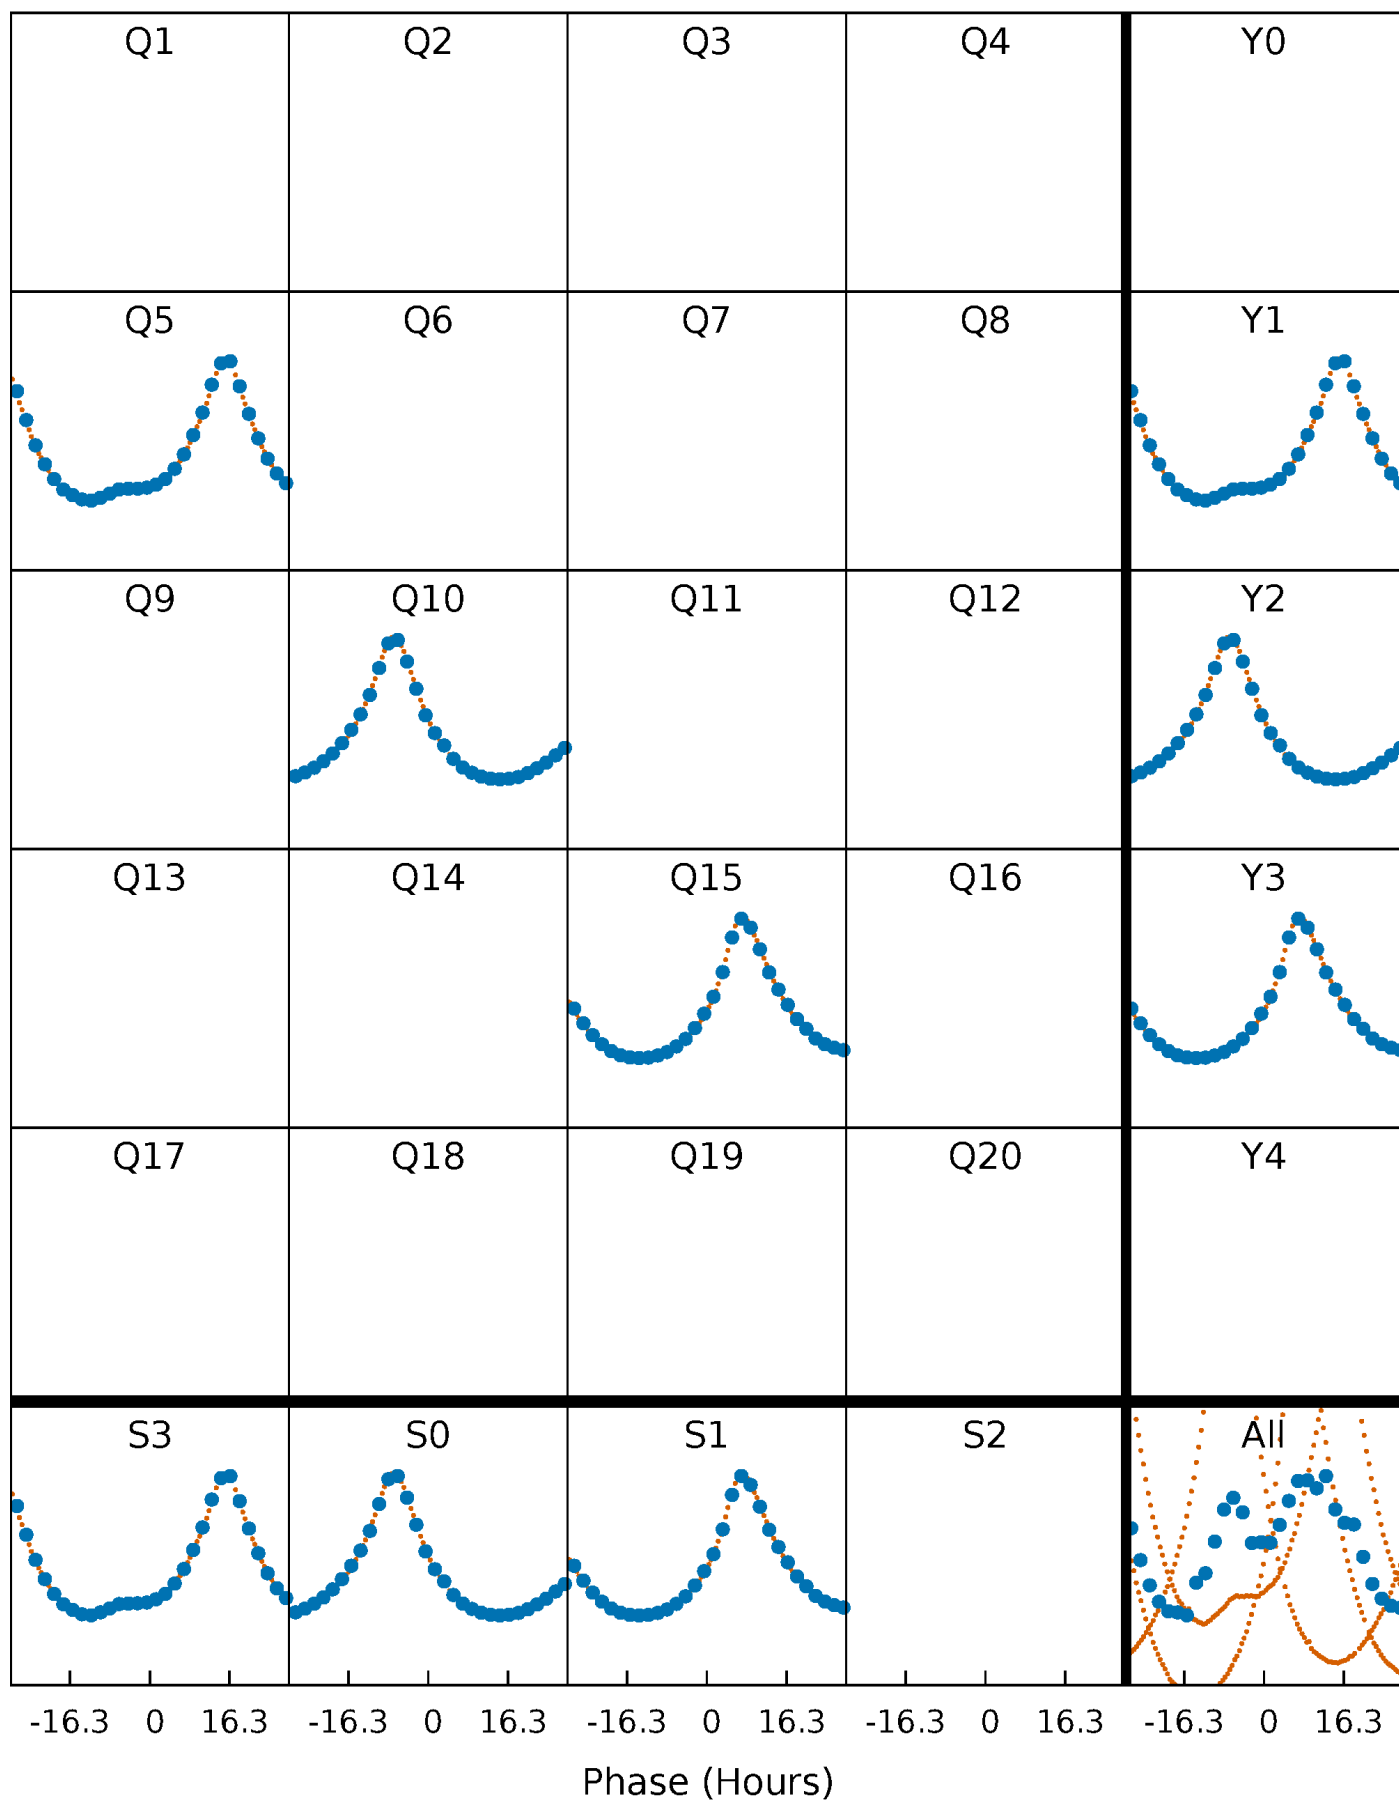 Q1 Q2 Q3 Q4 Y0
Q5 Q6 Q7 Q8 Y1
Q9 Q10 Q11 Q12 Y2
Q13 Q14 Q15 Q16 Y3
Q17 Q18 Q19 Q20 Y4
S3 S0 S1 S2 All
-16.3 0 16.3 -16.3 0 16.3 -16.3 0 16.3 -16.3 0 16.3 -16.3 0 16.3
Phase (Hours)